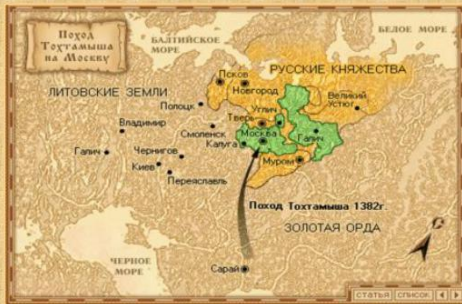 Поход
Тохтамыша
на Москву
БАЛТИЙСКОЕ
МОРЕ
БЕЛОЕ МОРЕ
Псков
Новгород
РУССКИЕ КНЯЖЕСТВА
ЛИТОВСКИЕ ЗЕМЛИ
Полоцк
Углич
Великий
Устюг
Тверь
Владимир
Смоленск
Москва
Галич
Калуга
Галич
Чернигов
Муром
Киев
Переяславль
Поход Тохтамыша 1382г.
ЗОЛОТАЯ ОРДА
ЧЕРНОЕ
МОРЕ
Сарай
СТАТЬЯ СПИСОК